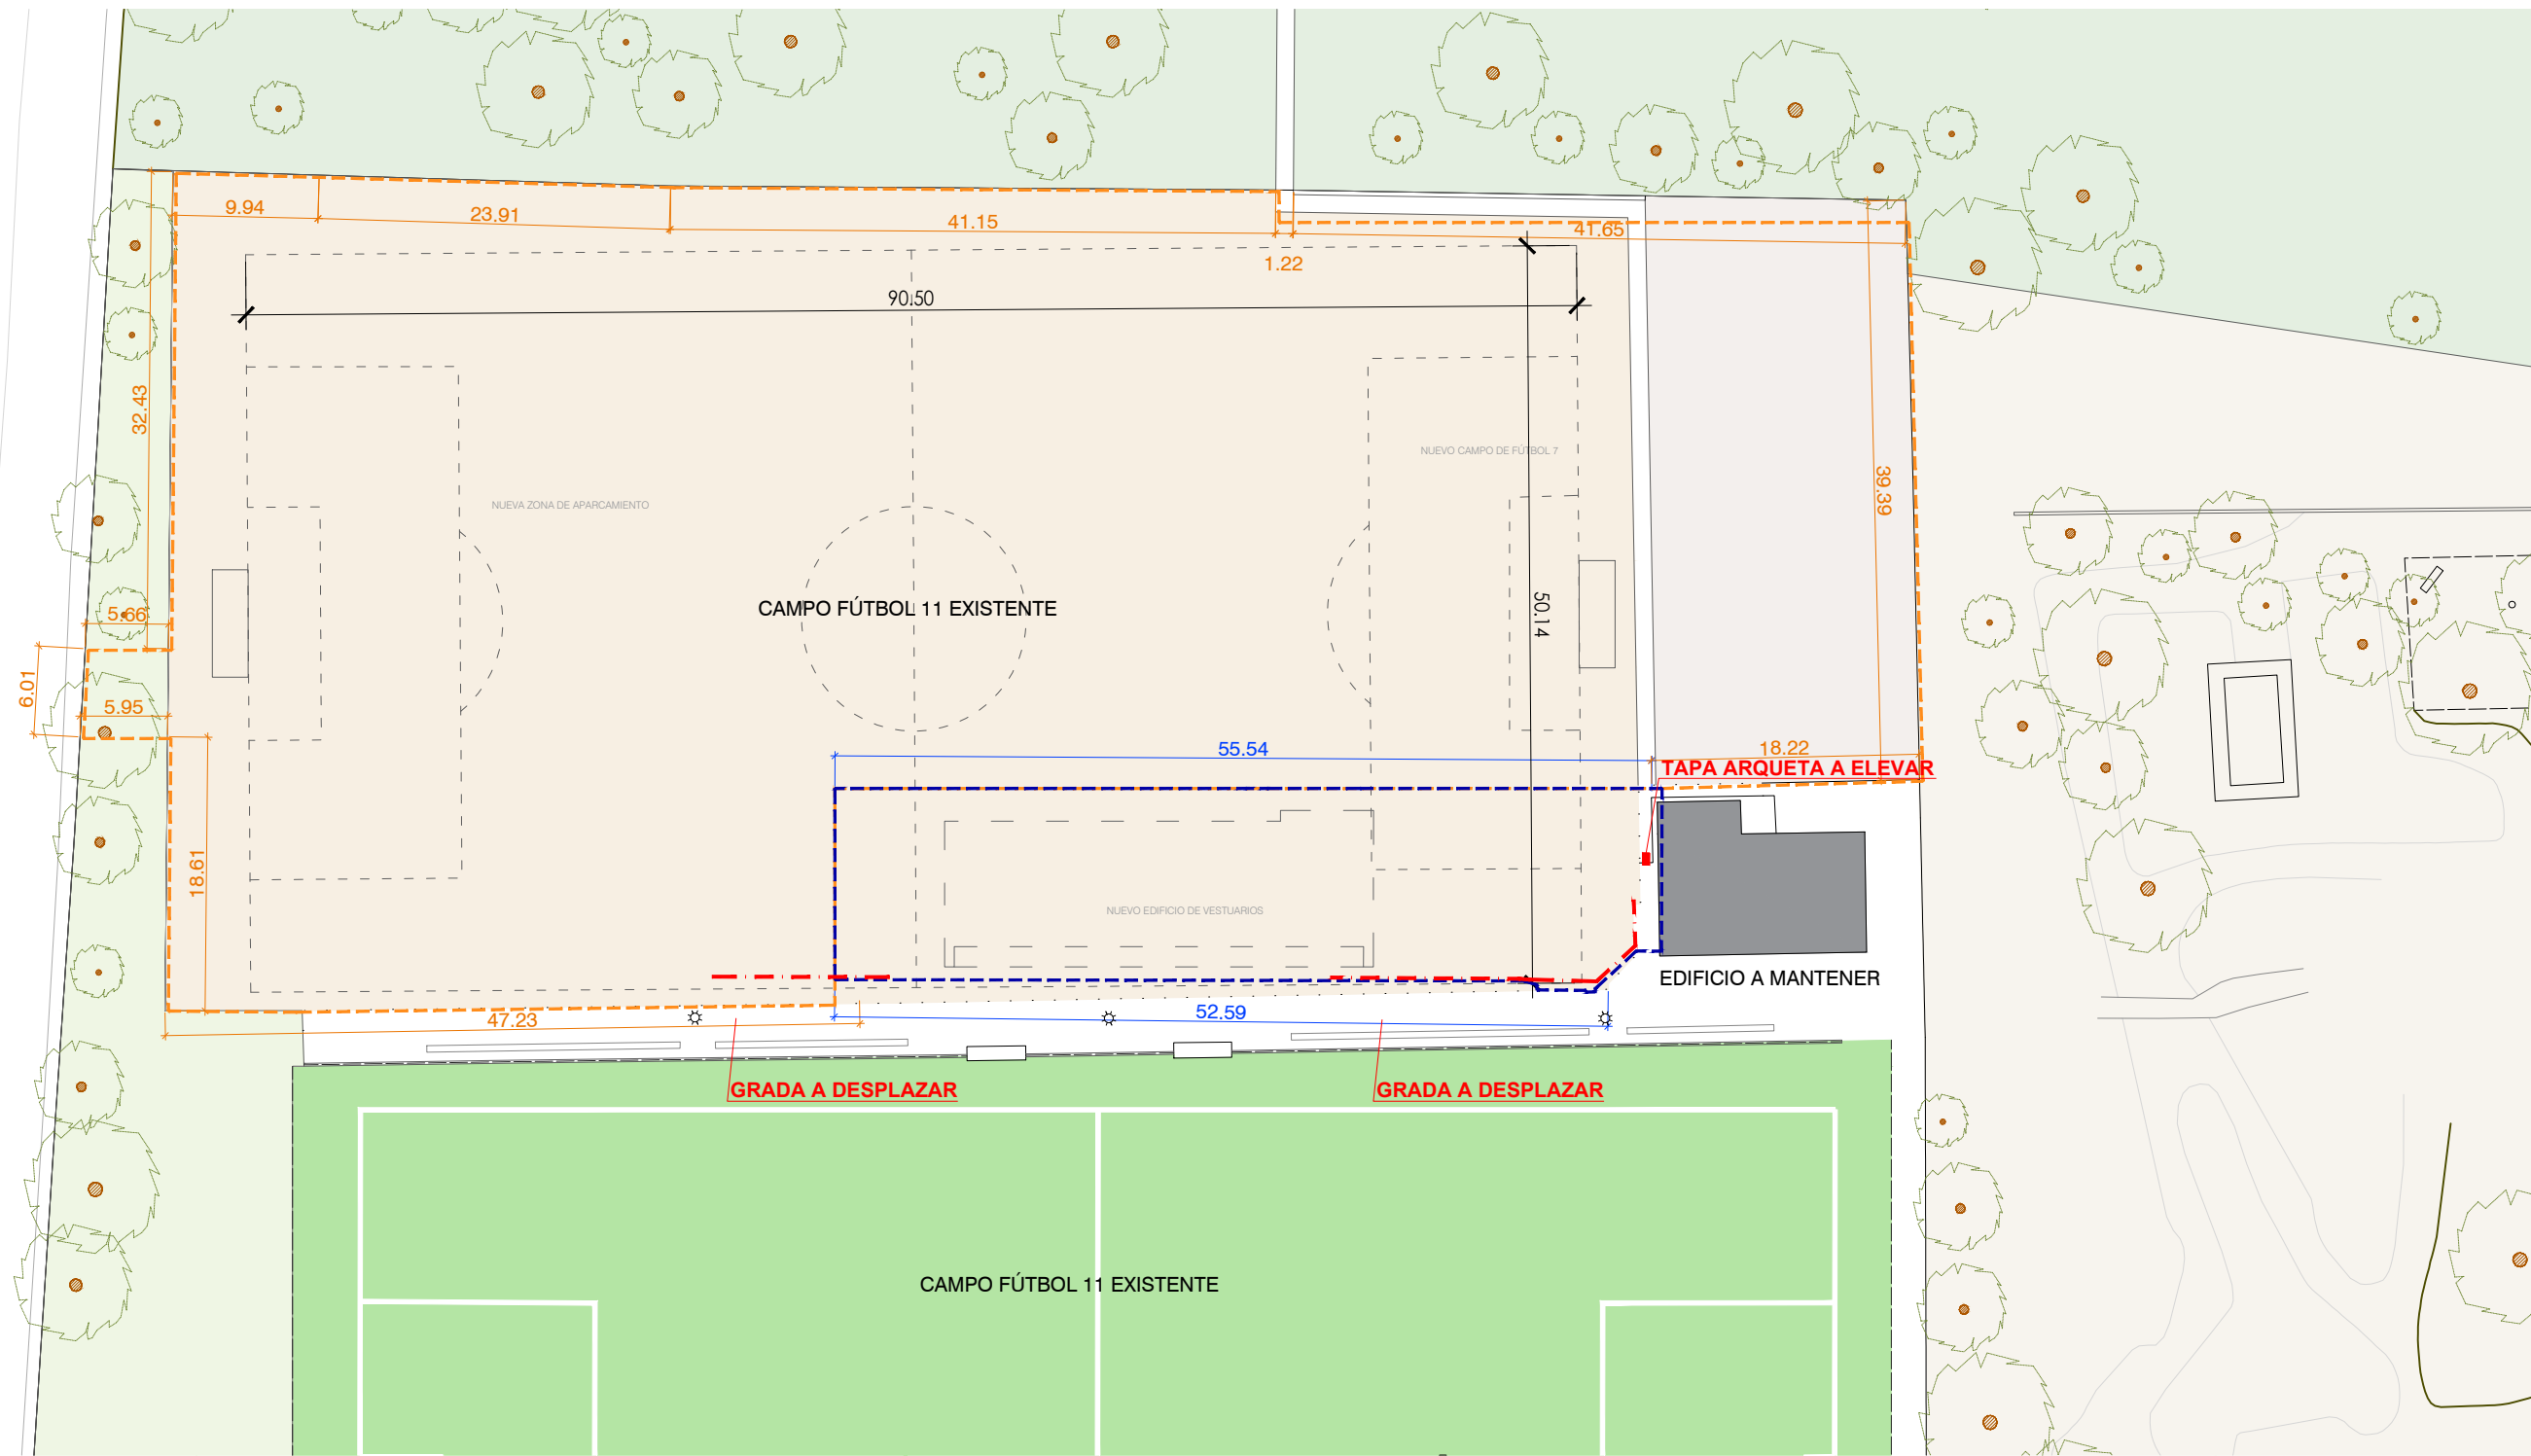 9.94
23.91
41.15
41.65
1.22
90.50
32.43
NUEVO CAMPO DE FÚTBOL 7
39.39
NUEVA ZONA DE APARCAMIENTO
CAMPO FÚTBOL 11 EXISTENTE
50.14
5.66
6.01
5.95
55.54
18.22
TAPA ARQUETA A ELEVAR
18.61
NUEVO EDIFICIO DE VESTUARIOS
EDIFICIO A MANTENER
47.23
52.59
GRADA A DESPLAZAR
GRADA A DESPLAZAR
CAMPO FÚTBOL 11 EXISTENTE